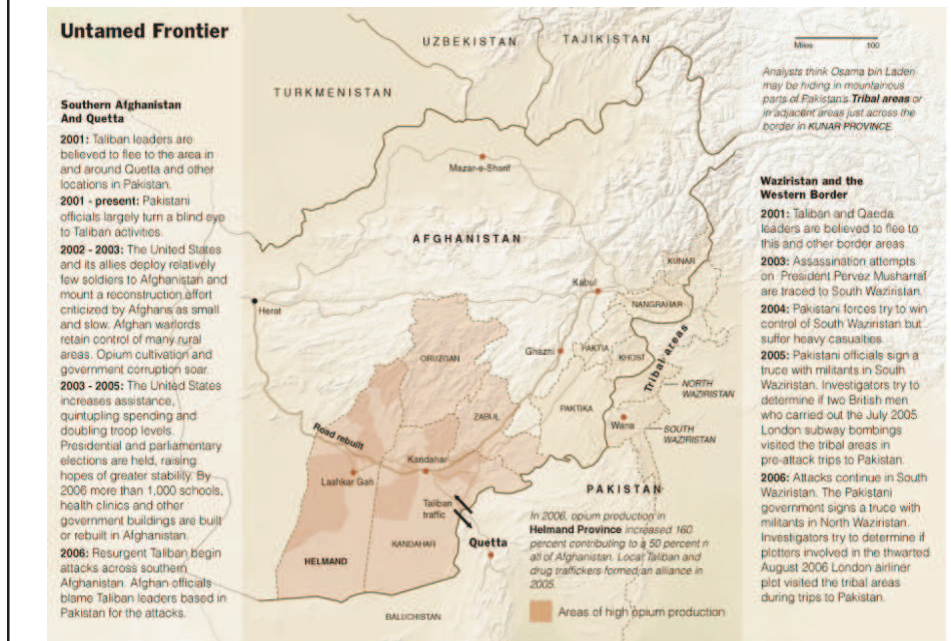 Untamed Frontier
Southern Afghanistan
And Quetta
2001: Taliban leaders are
believed to flee to the area in
and around Quetta and other
locations in Pakistan.
2001 - present: Pakistani
officials largely turn a blind eye
to Taliban activities.
2002 - 2003: The United States
and its allies deploy relatively
few soldiers to Afghanistan and
mount a reconstruction effort
criticized by Afghans as small
and slow. Afghan warlords
retain control of many rural
areas. Opium cultivation and
government corruption soar.
2003 - 2005: The United States
increases assistance,
quintupling spending and
doubling troop levels.
Presidential and parliamentary
elections are held, raising
hopes of greater stability. By
2006 more than 1,000 schools,
health clinics and other
government buildings are built
or rebuilt in Afghanistan.
2006: Resurgent Taliban begin
attacks across southern
Afghanistan. Afghan officials
blame Taliban leaders based in
Pakistan for the attacks.
UZBEKISTAN
TAJIKISTAN
TURKMENISTAN
Mazar-e-Sharif
AFGHANISTAN
KUNAR
Kabul
NANGRAHAR
Herat
Ghazni
PAKTIA
KHOST
Tribal areas
ORUZGAN
NORTH
WAZIRISTAN
ZABUL
PAKTIKA
Wana
SOUTH
WAZIRISTAN
Road rebuilt
Kandahar
Lashkar Gah
Taliban
traffic
PAKISTAN
Quetta
KANDAHAR
HELMAND
BALUCHISTAN
In 2006, opium production in
Helmand Province increased 160
percent contributing to a 50 percent n
all of Afghanistan. Local Taliban and
drug traffickers formed an alliance in
2005.
Areas of high opium production
Miles 100
Analysts think Osama bin Laden
may be hiding in mountainous
parts of Pakistan's Tribal areas or
in adjacent areas just across the
border in KUNAR PROVINCE.
Waziristan and the
Western Border
2001: Taliban and Qaeda
leaders are believed to flee to
this and other border areas.
2003: Assassination attempts
on President Pervez Musharraf
are traced to South Waziristan.
2004: Pakistani forces try to win
control of South Waziristan but
suffer heavy casualties.
2005: Pakistani officials sign a
truce with militants in South
Waziristan. Investigators try to
determine if two British men
who carried out the July 2005
London subway bombings
visited the tribal areas in
pre-attack trips to Pakistan.
2006: Attacks continue in South
Waziristan. The Pakistani
government signs a truce with
militants in North Waziristan.
Investigators try to determine if
plotters involved in the thwarted
August 2006 London airliner
plot visited the tribal areas
during trips to Pakistan.